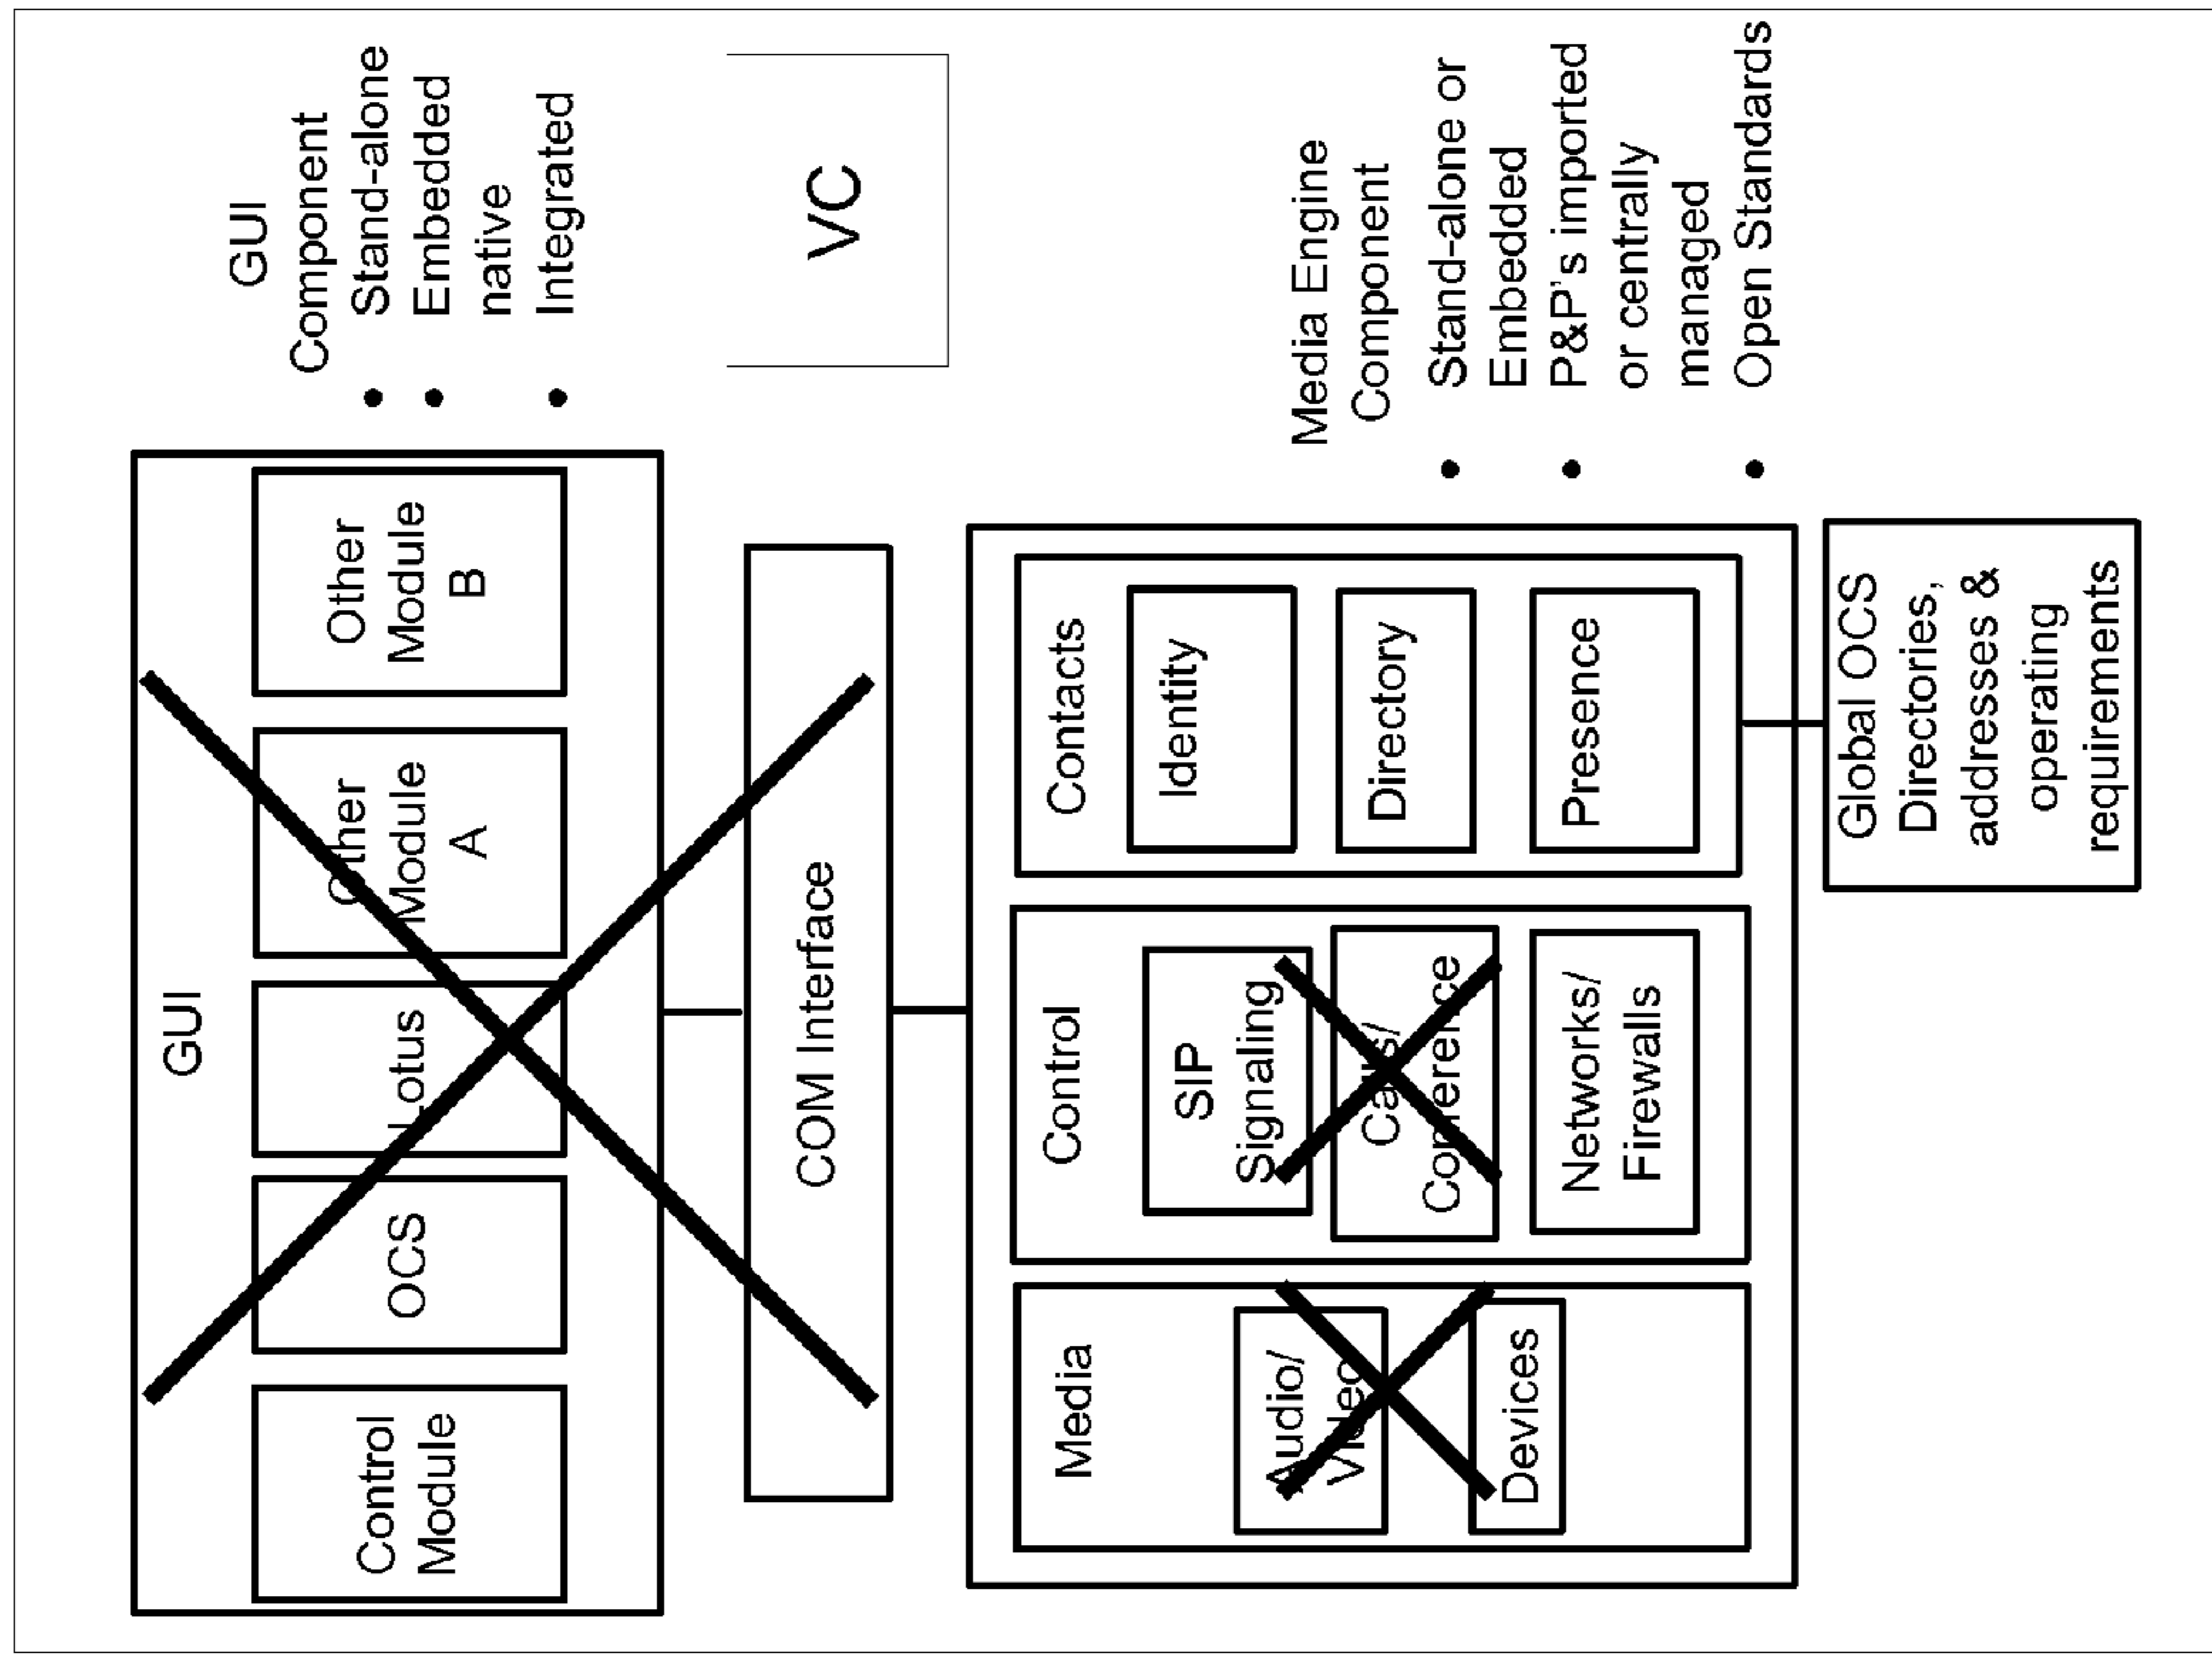 GUI
Control
Module
OCS
Lotus
Other
Module
A
Other
Module
B
GUI
Component
• Stand-alone
• Embedded
native
• Integrated
COM Interface
VC
Media
Audio/
Video
Devices
Control
SIP
Signaling
Calls/
Conference
Networks/
Firewalls
Contacts
Identity
Directory
Presence
Media Engine
Component
• Stand-alone or
Embedded
• P&P's imported
or centrally
managed
• Open Standards
Global OCS
Directories,
addresses &
operating
requirements